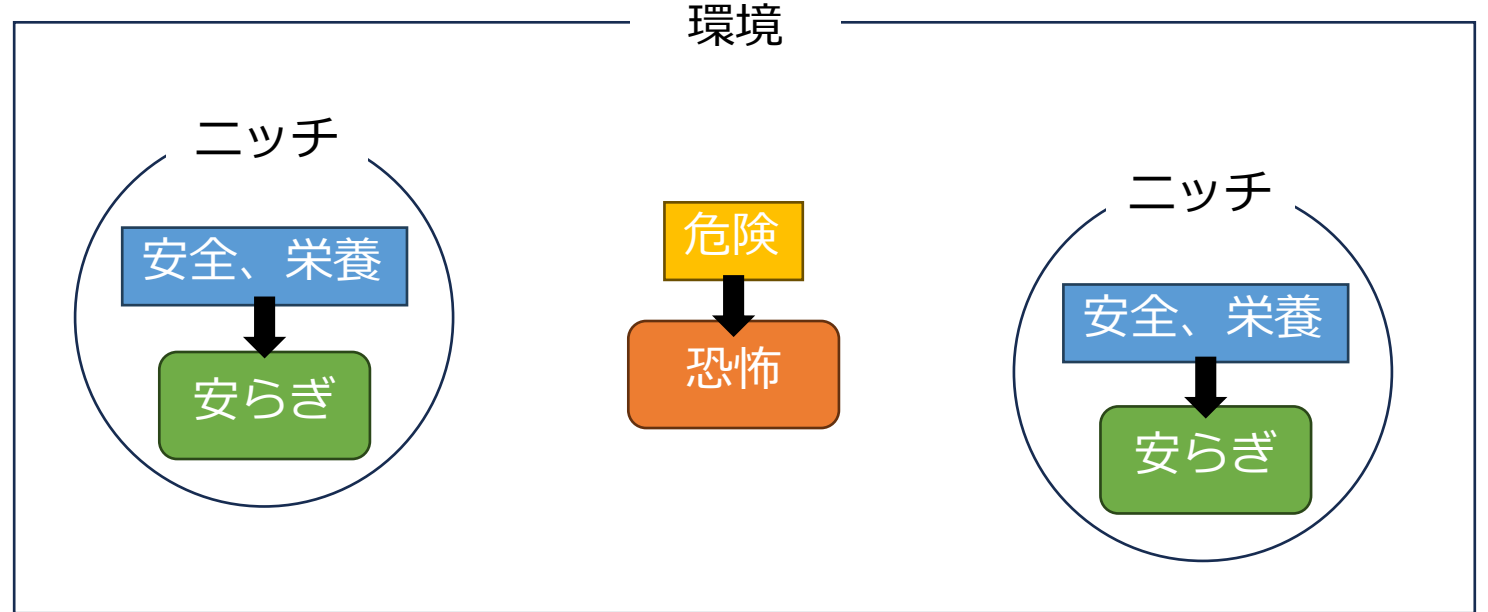 環境
ニッチ
安全、栄養
安らぎ
危険
恐怖
ニッチ
安全、栄養
安らぎ